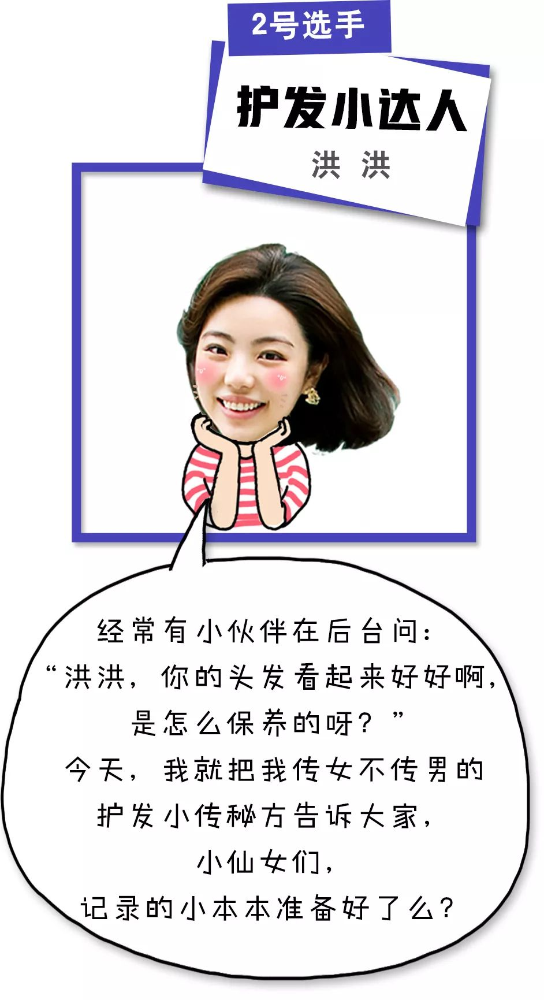 2号选手
护发小达人
洪 洪
经常有小伙伴在后台问：
“洪洪，你的头发看起来好好啊，
是怎么保养的呀？”
今天，我就把我传女不传男的
护发小传秘方告诉大家，
小仙女们，
记录的小本本准备好了么？